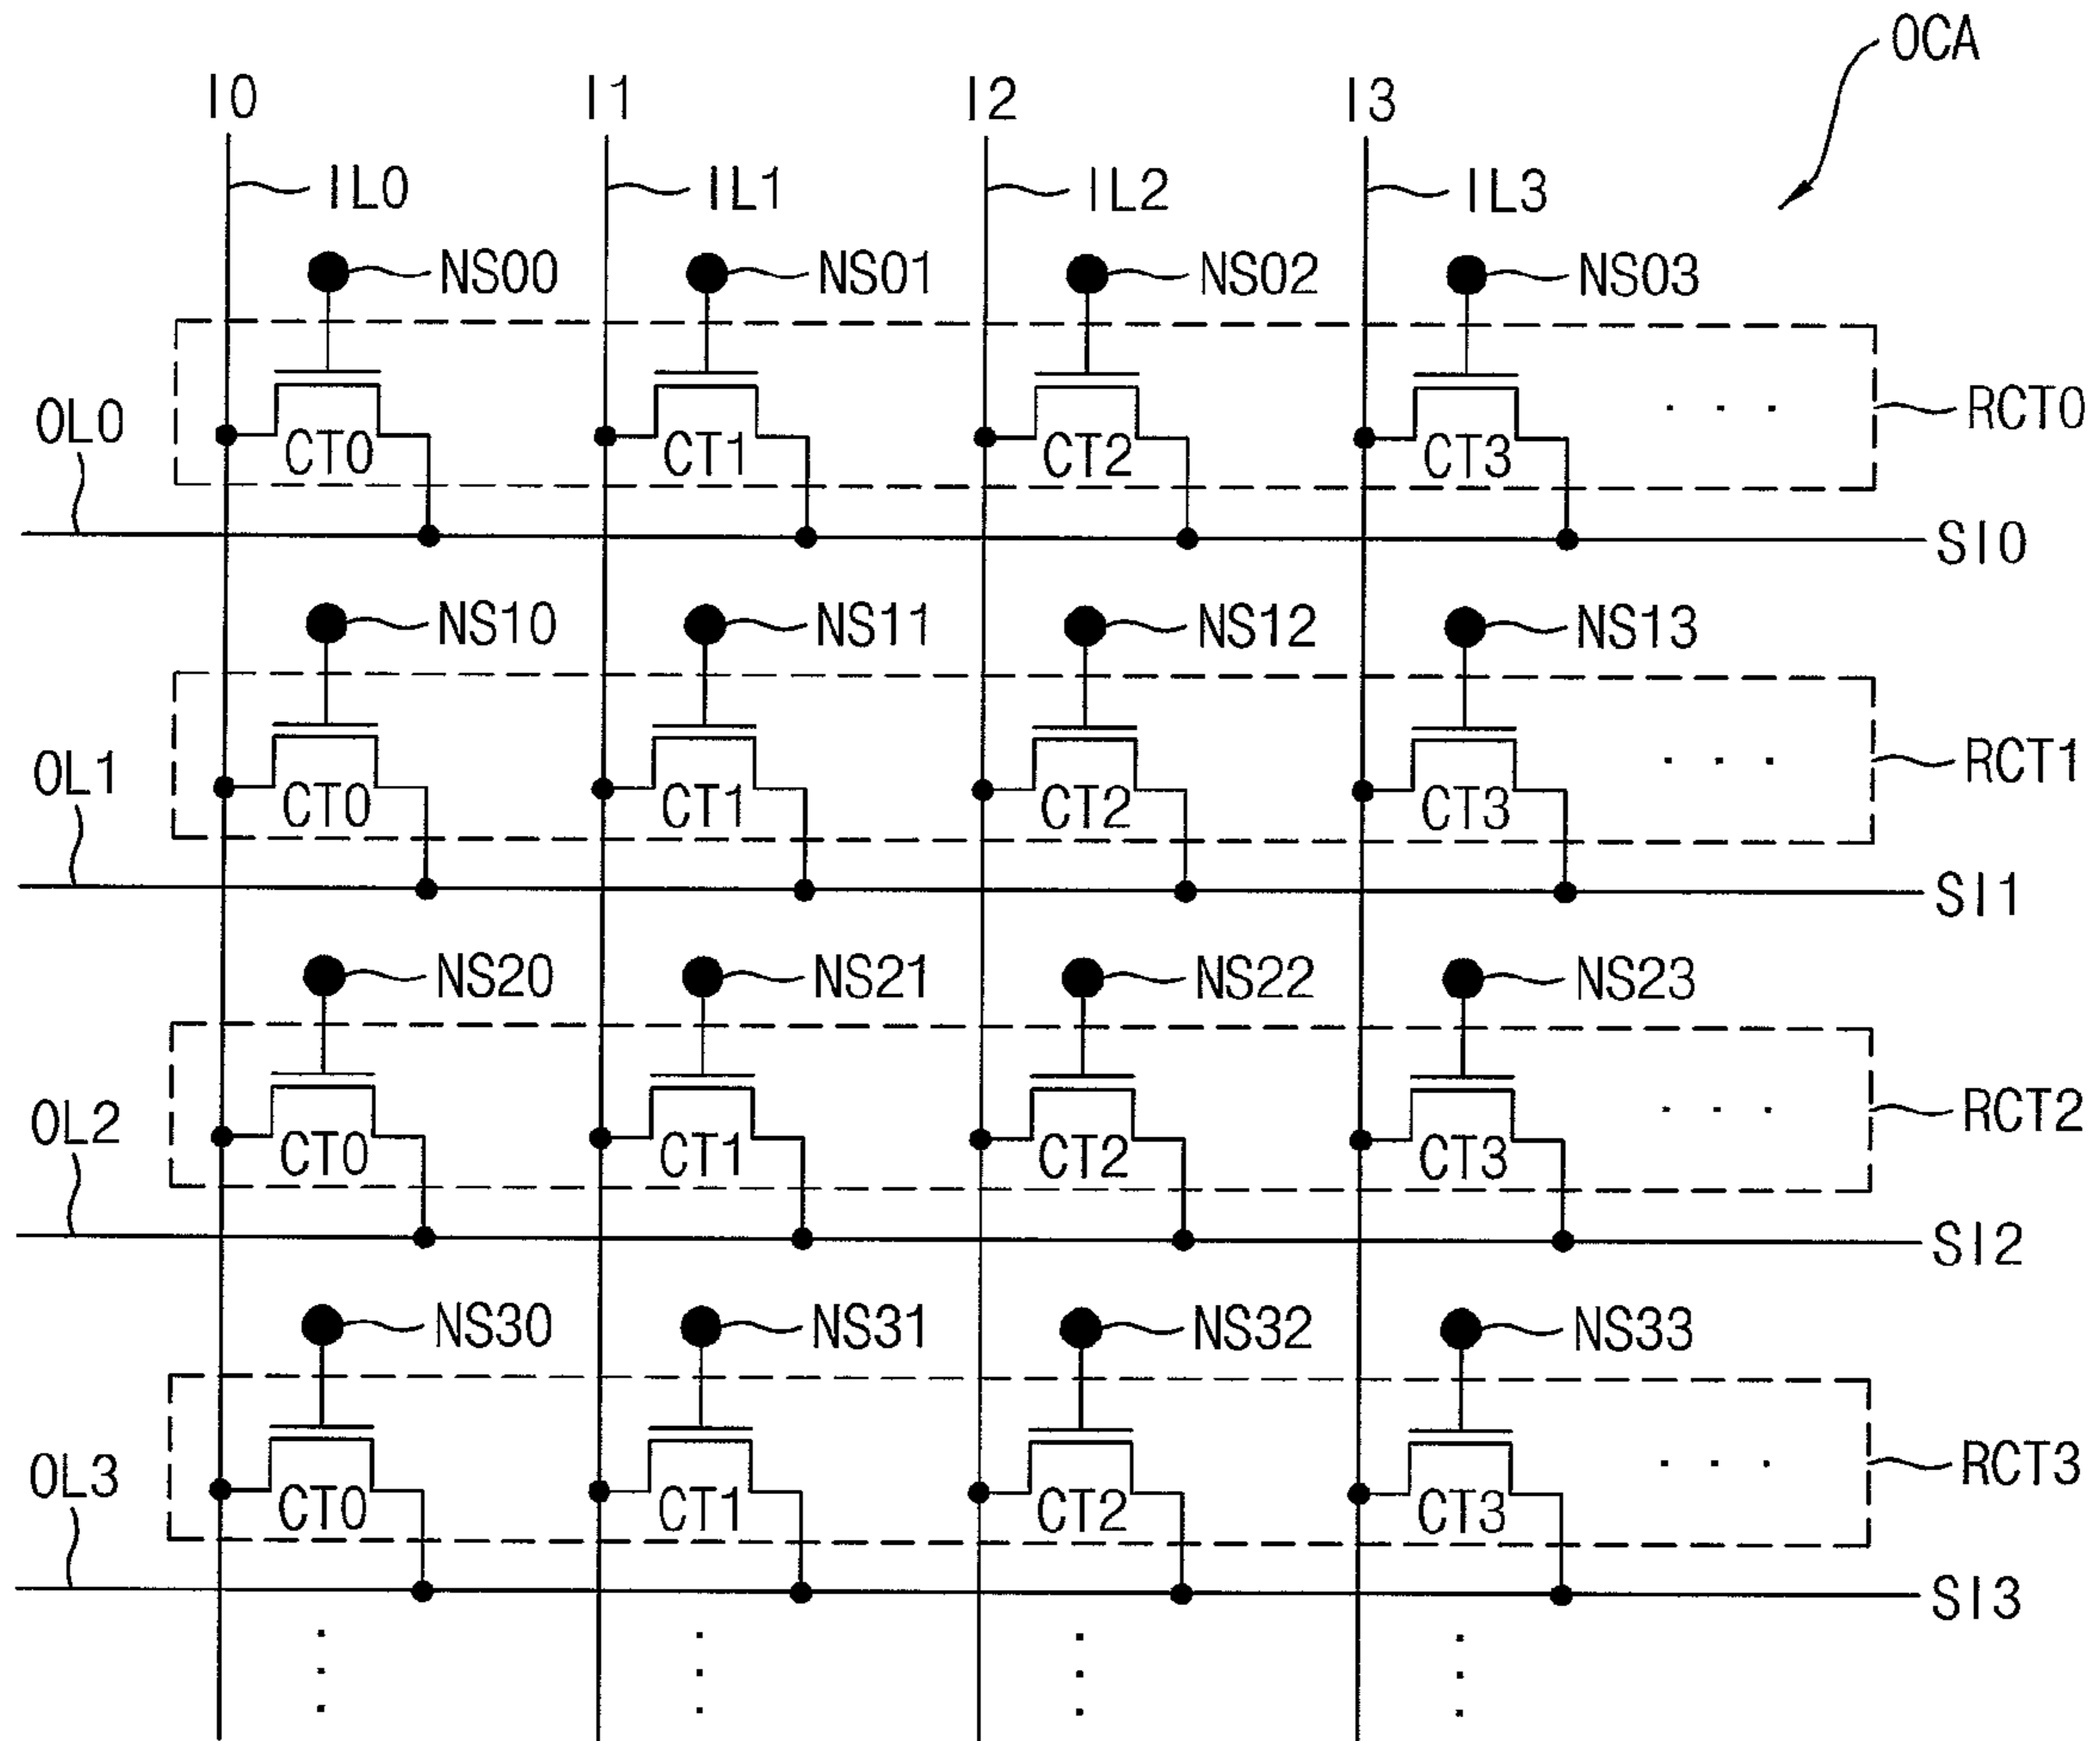 OCA
I0 I1 I2 I3
IL0 IL1 IL2 IL3
NS00 NS01 NS02 NS03
OL0 CT0 CT1 CT2 CT3 . . . RCT0
SI0
NS10 NS11 NS12 NS13
OL1 CT0 CT1 CT2 CT3 . . . RCT1
SI1
NS20 NS21 NS22 NS23
OL2 CT0 CT1 CT2 CT3 . . . RCT2
SI2
NS30 NS31 NS32 NS33
OL3 CT0 CT1 CT2 CT3 . . . RCT3
SI3